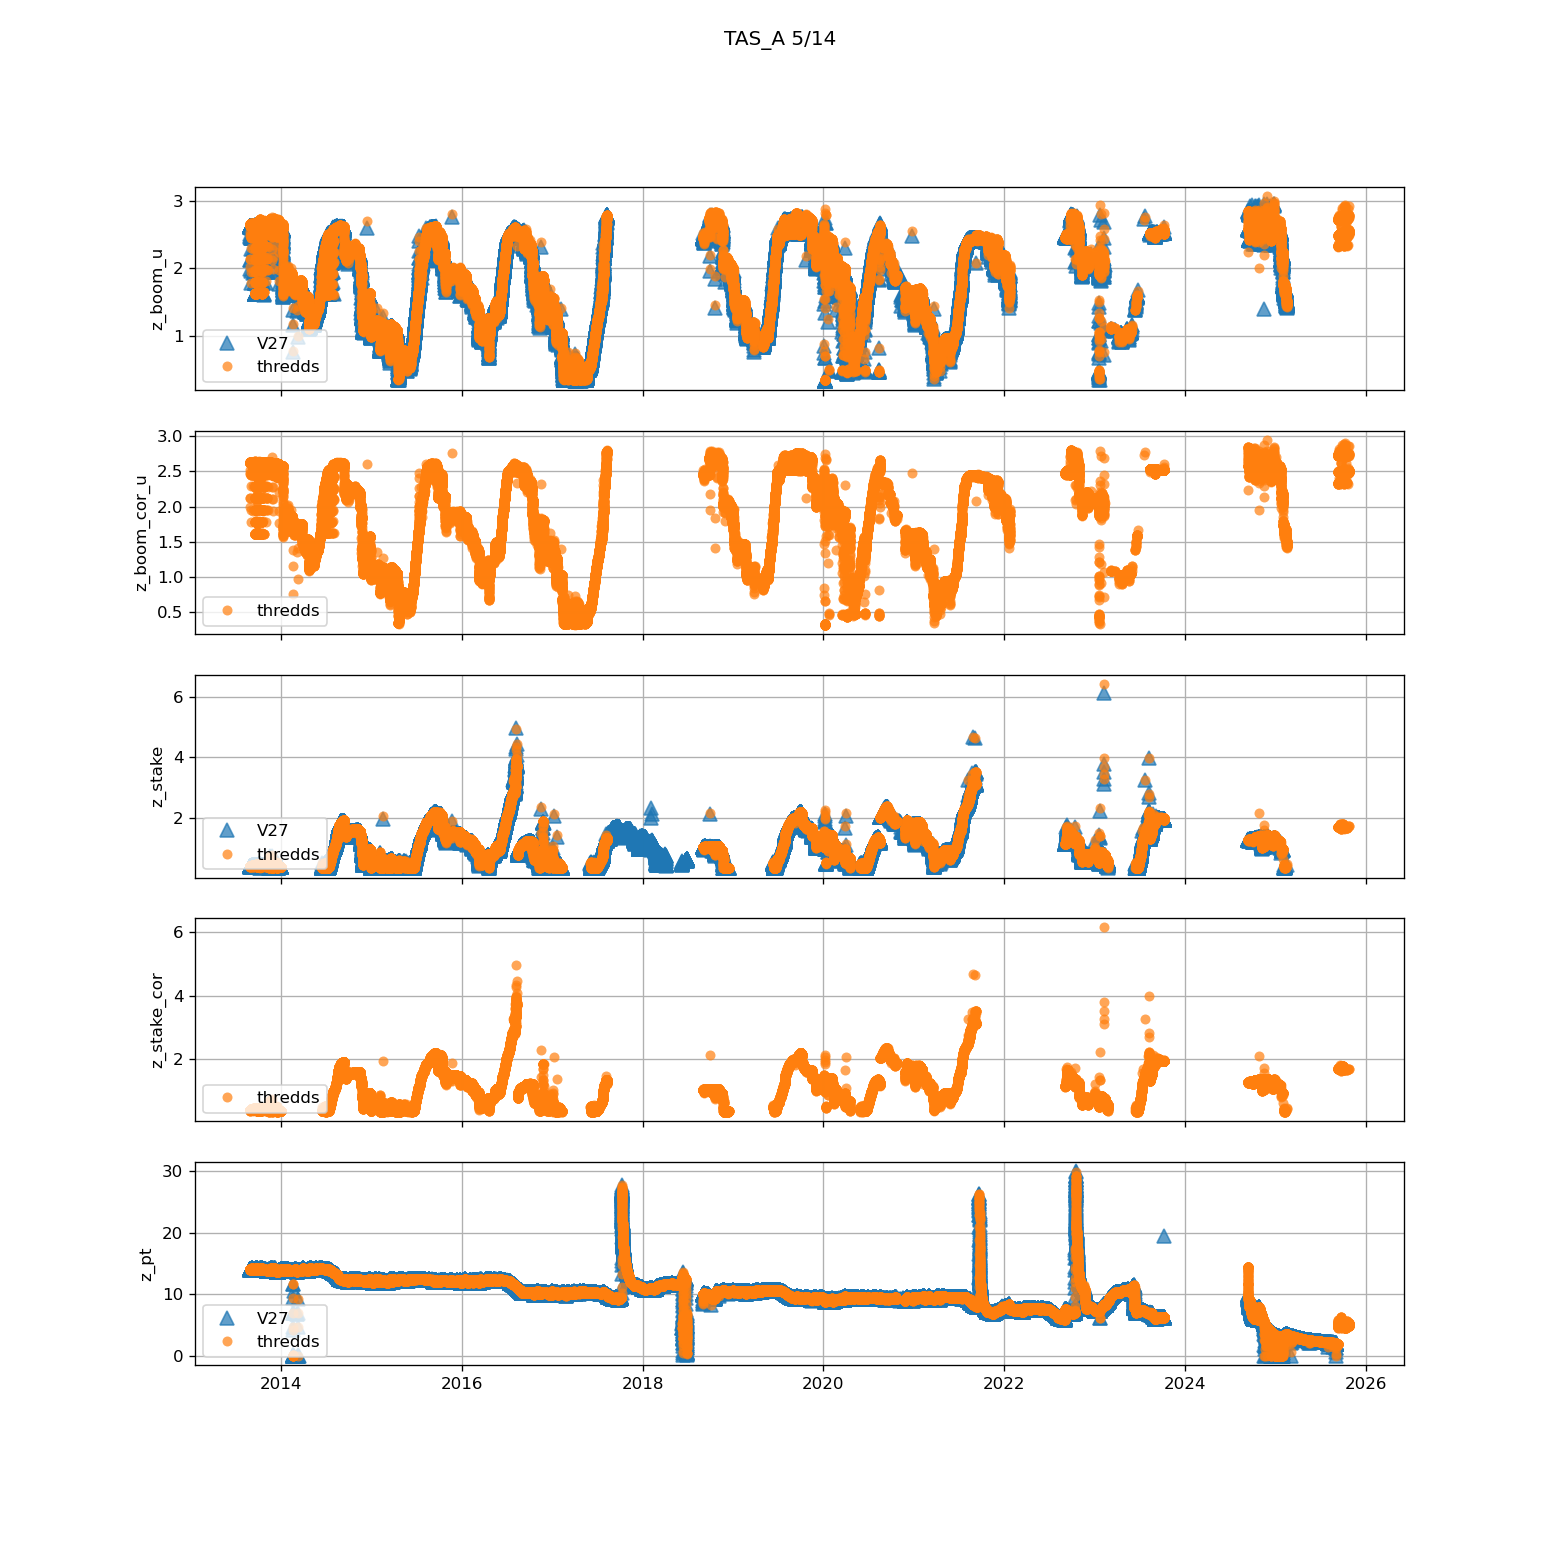 TAS_A 5/14
z_boom_u
3
2
1
V27
thredds
z_boom_cor_u
3.0
2.5
2.0
1.5
1.0
0.5
thredds
z_stake
6
4
2
V27
thredds
z_stake_cor
6
4
2
thredds
z_pt
30
20
10
0
V27
thredds
2014 2016 2018 2020 2022 2024 2026